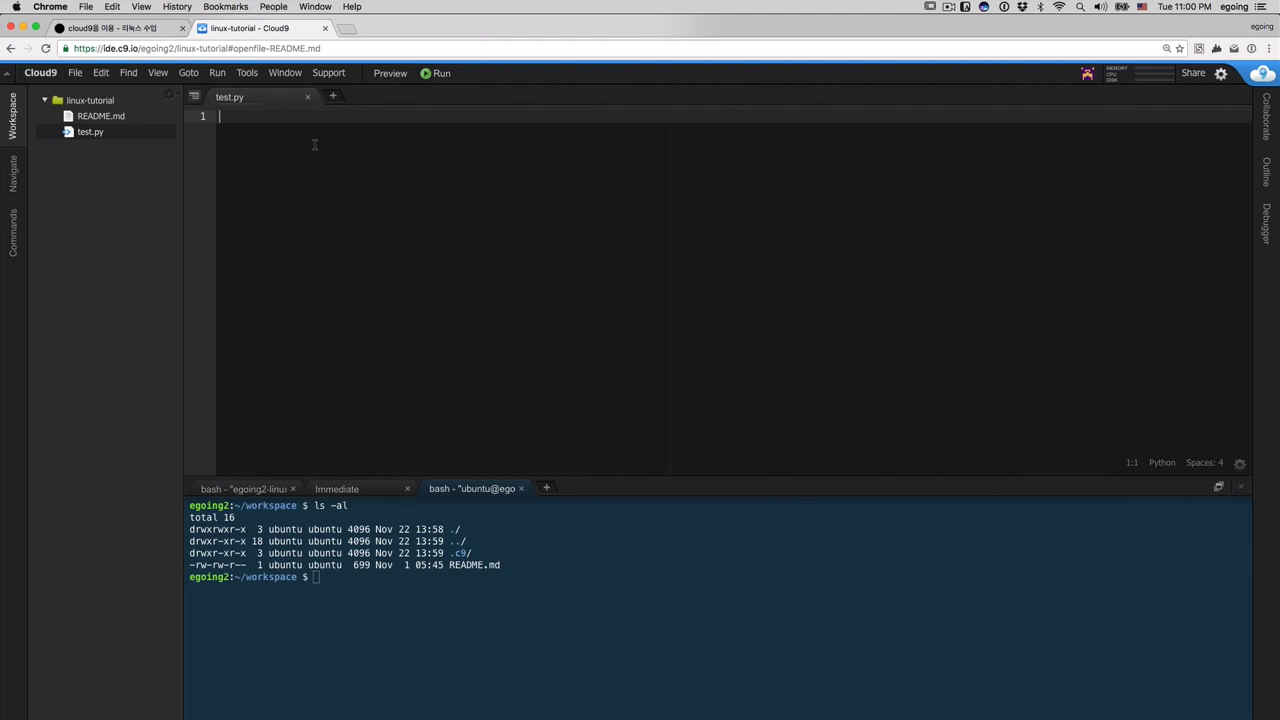 Chrome File Edit View History Bookmarks People Window Help Tue 11:00 PM egoing
cloud9을 이용 - 리눅스 수업 × linux-tutorial - Cloud9 ×
https://ide.c9.io/egoing2/linux-tutorial#openfile-README.md
Cloud9 File Edit Find View Goto Run Tools Window Support Preview Run MEMORY CPU DISK Share
Workspace
Navigate
Commands
linux-tutorial
README.md
test.py
test.py ×
1
Collaborate
Outline
Debugger
1:1 Python Spaces: 4
bash - "egoing2-linu × Immediate × bash - "ubuntu@ego ×
egoing2:~/workspace $ ls -al
total 16
drwxrwxr-x 3 ubuntu ubuntu 4096 Nov 22 13:58 ./
drwxr-xr-x 18 ubuntu ubuntu 4096 Nov 22 13:59 ../
drwxr-xr-x 3 ubuntu ubuntu 4096 Nov 22 13:59 .c9/
-rw-rw-r-- 1 ubuntu ubuntu 699 Nov 1 05:45 README.md
egoing2:~/workspace $